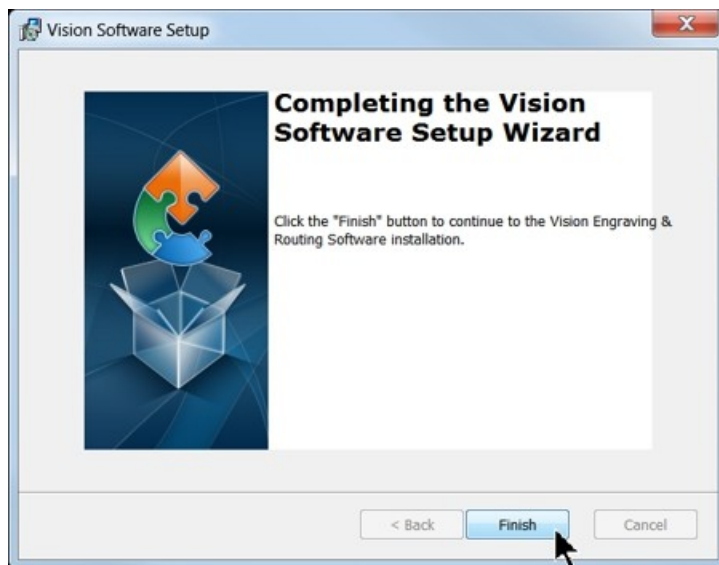 Vision Software Setup
Completing the Vision
Software Setup Wizard
Click the "Finish" button to continue to the Vision Engraving &
Routing Software installation.
< Back
Finish
Cancel